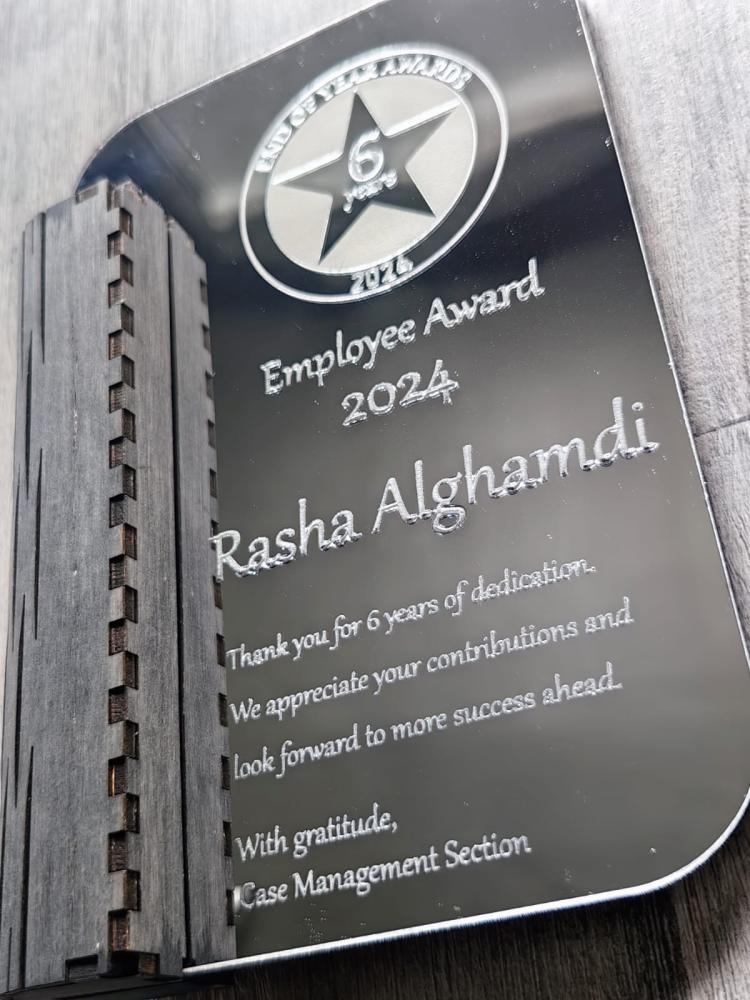 END OF YEAR AWARDS
6
years
2024
Employee Award
2024
Rasha Alghamdi
Thank you for 6 years of dedication.
We appreciate your contributions and
look forward to more success ahead.
With gratitude,
Case Management Section